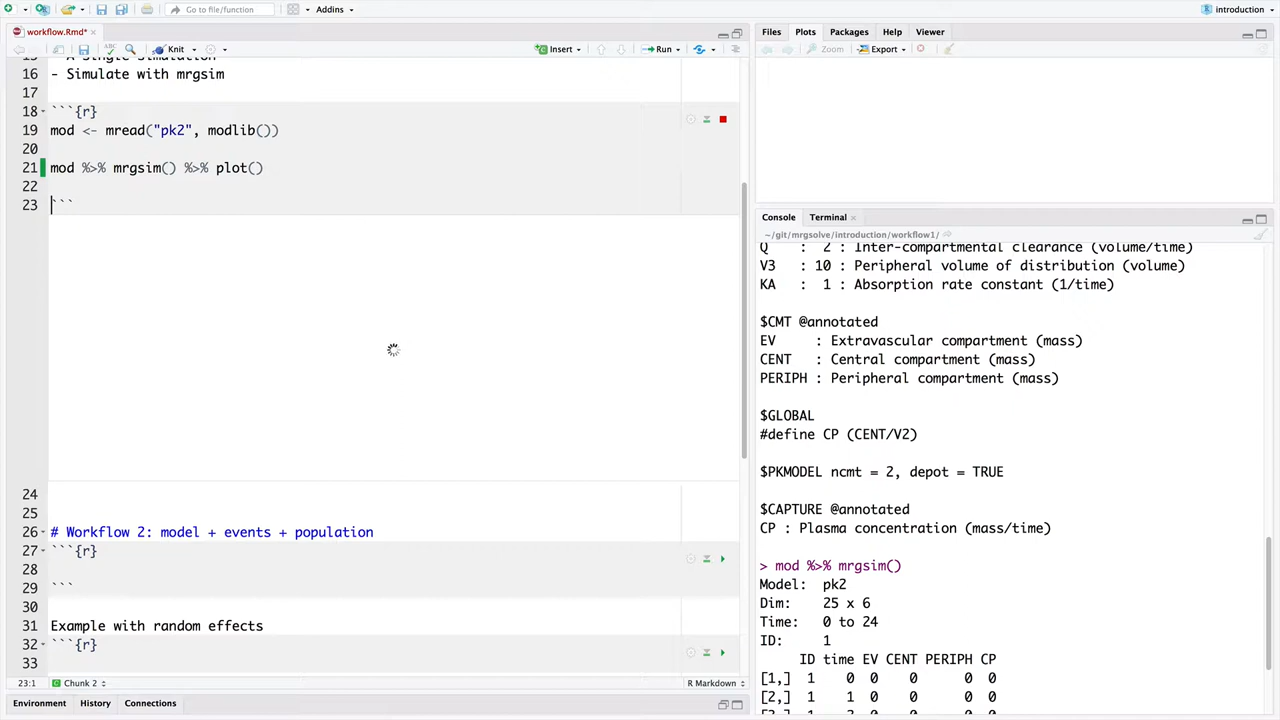 Go to file/function
Addins
introduction
workflow.Rmd*
ABC
Knit
Insert
Run
- Simulate with mrgsim
16
17
18
```{r}
19
mod <- mread("pk2", modlib())
20
21
mod %>% mrgsim() %>% plot()
22
23
```
24
25
26
# Workflow 2: model + events + population
27
```{r}
28
29
```
30
31
Example with random effects
32
```{r}
33
23:1
Chunk 2
R Markdown
Environment
History
Connections
Files
Plots
Packages
Help
Viewer
Zoom
Export
Console
Terminal
~/git/mrgsolve/introduction/workflow1/
Q : 2 : Inter-compartmental clearance (volume/time)
V3 : 10 : Peripheral volume of distribution (volume)
KA : 1 : Absorption rate constant (1/time)
$CMT @annotated
EV : Extravascular compartment (mass)
CENT : Central compartment (mass)
PERIPH : Peripheral compartment (mass)
$GLOBAL
#define CP (CENT/V2)
$PKMODEL ncmt = 2, depot = TRUE
$CAPTURE @annotated
CP : Plasma concentration (mass/time)
> mod %>% mrgsim()
Model: pk2
Dim: 25 x 6
Time: 0 to 24
ID: 1
ID time EV CENT PERIPH CP
[1,] 1 0 0 0 0 0
[2,] 1 1 0 0 0 0